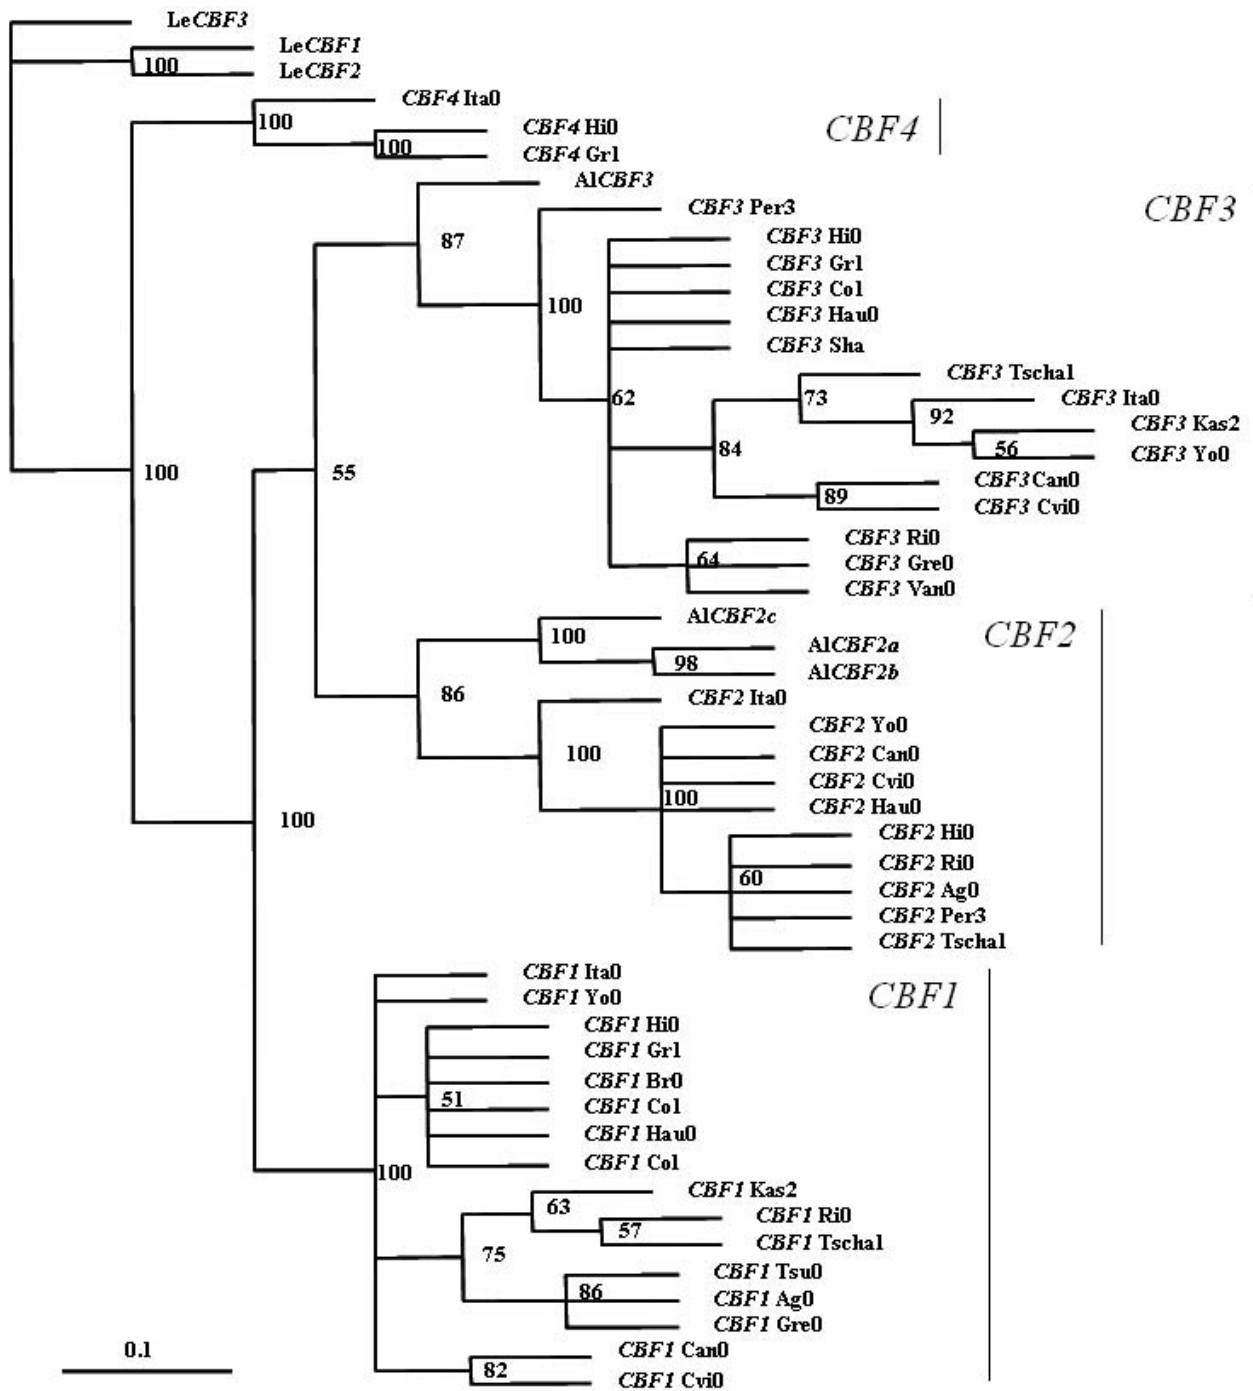 LeCBF3
LeCBF1
100
LeCBF2
CBF4 Ita0
100
CBF4
CBF4 Hi0
100
CBF4 Gr1
AlCBF3
CBF3 Per3
CBF3
CBF3 Hi0
87
CBF3 Gr1
CBF3 Co1
100
CBF3 Hau0
CBF3 Sha
CBF3 Tscha1
62
73
CBF3 Ita0
92
CBF3 Kas2
84
56
CBF3 Yo0
100
55
CBF3 Can0
89
CBF3 Cvi0
CBF3 Ri0
64
CBF3 Gre0
CBF3 Van0
AlCBF2c
100
CBF2
AlCBF2a
98
AlCBF2b
86
CBF2 Ita0
CBF2 Yo0
100
CBF2 Can0
CBF2 Cvi0
100
CBF2 Hau0
100
CBF2 Hi0
CBF2 Ri0
60
CBF2 Ag0
CBF2 Per3
CBF2 Tscha1
CBF1 Ita0
CBF1
CBF1 Yo0
CBF1 Hi0
CBF1 Gr1
CBF1 Br0
51
CBF1 Co1
CBF1 Hau0
CBF1 Co1
100
CBF1 Kas2
63
CBF1 Ri0
57
CBF1 Tscha1
75
CBF1 Tsu0
86
CBF1 Ag0
CBF1 Gre0
0.1
CBF1 Can0
82
CBF1 Cvi0